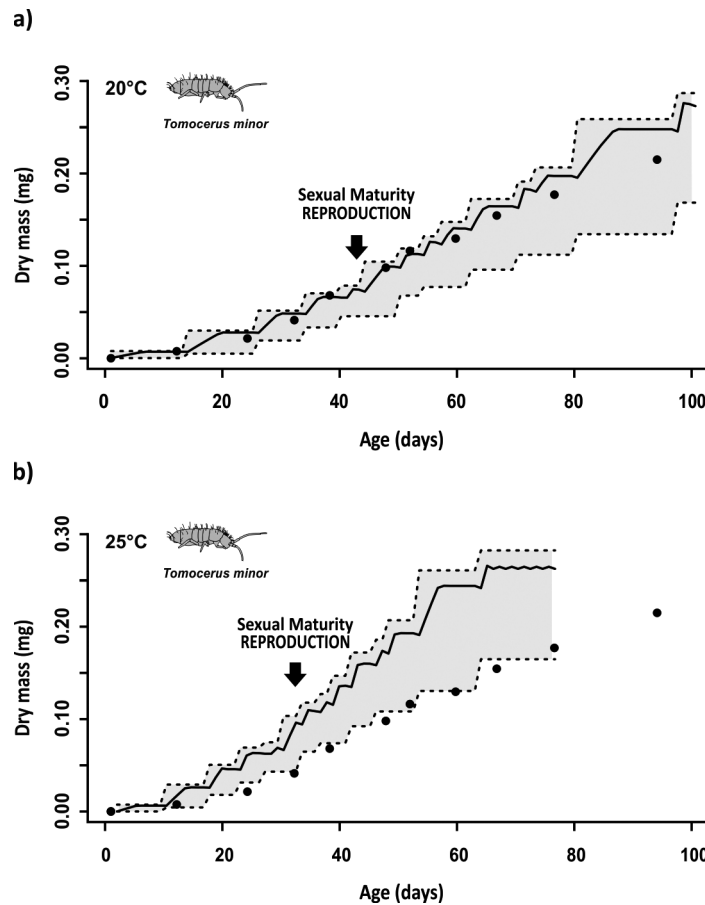 a)
20°C
Tomocerus minor
Sexual Maturity
REPRODUCTION
Dry mass (mg)
0.30
0.20
0.10
0.00
0 20 40 60 80 100
Age (days)
b)
25°C
Tomocerus minor
Sexual Maturity
REPRODUCTION
Dry mass (mg)
0.30
0.20
0.10
0.00
0 20 40 60 80 100
Age (days)